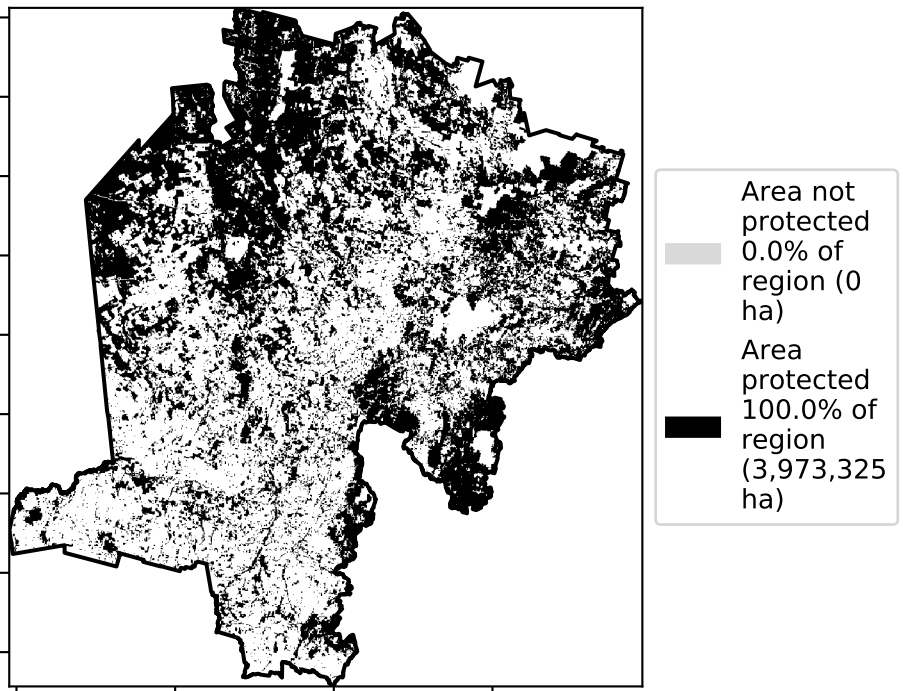 Area not
protected
0.0% of
region (0
ha)
Area
protected
100.0% of
region
(3,973,325
ha)